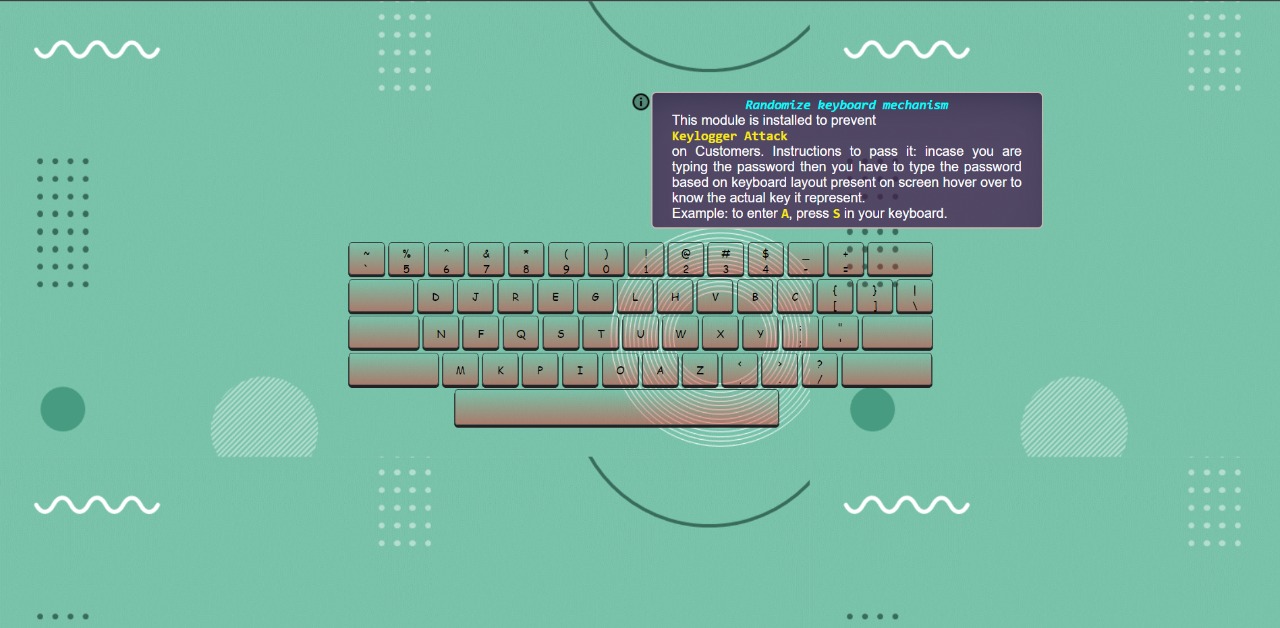 Randomize keyboard mechanism
This module is installed to prevent
Keylogger Attack
on Customers. Instructions to pass it: incase you are
typing the password then you have to type the password
based on keyboard layout present on screen hover over to
know the actual key it represent.
Example: to enter A, press S in your keyboard.
~ % ^ & * ( ) ! @ # $ _ +
` 5 6 7 8 9 0 1 2 3 4 - =
D J R E G L H V B C { } |
[ ] \
N F Q S T U W X Y : "
; '
M K P I O A Z < > ?
, . /